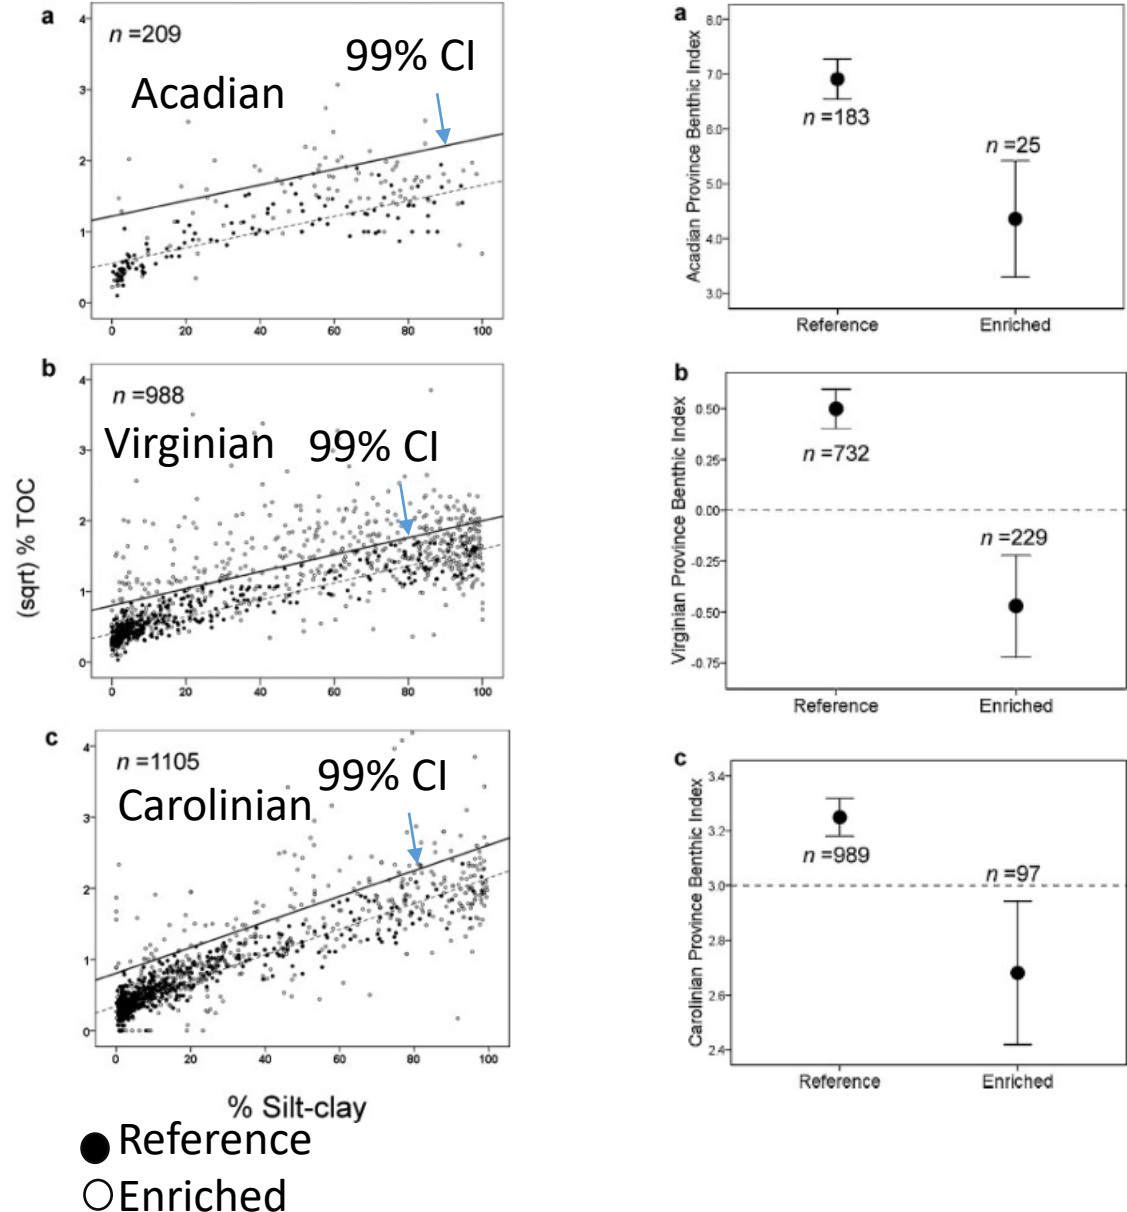 a
n =209
99% CI
Acadian
4
3
2
1
0
0 20 40 60 80 100
b
n =988
Virginian 99% CI
4
3
2
1
0
0 20 40 60 80 100
(sqrt) % TOC
c
n =1105
99% CI
Carolinian
4
3
2
1
0
0 20 40 60 80 100
% Silt-clay
Reference
Enriched
a
Acadian Province Benthic Index
8.0
7.0
6.0
5.0
4.0
3.0
n =183
n =25
Reference Enriched
b
Virginian Province Benthic Index
0.50
0.25
0.00
-0.25
-0.50
-0.75
n =732
n =229
Reference Enriched
c
Carolinian Province Benthic Index
3.4
3.2
3.0
2.8
2.6
2.4
n =989
n =97
Reference Enriched